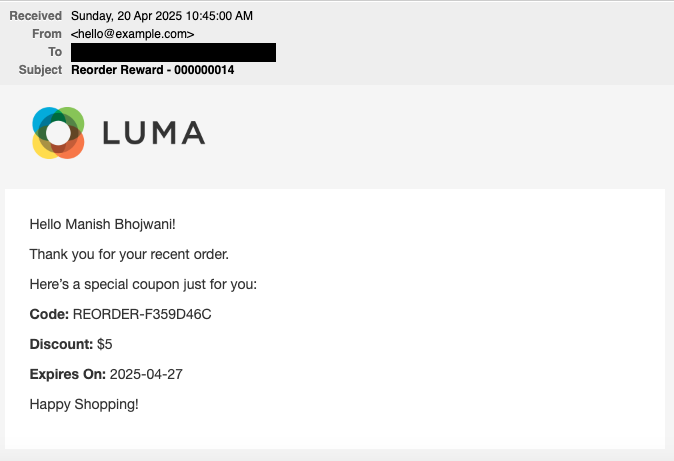 Received Sunday, 20 Apr 2025 10:45:00 AM
From <hello@example.com>
To
Subject Reorder Reward - 000000014
LUMA
Hello Manish Bhojwani!
Thank you for your recent order.
Here's a special coupon just for you:
Code: REORDER-F359D46C
Discount: $5
Expires On: 2025-04-27
Happy Shopping!